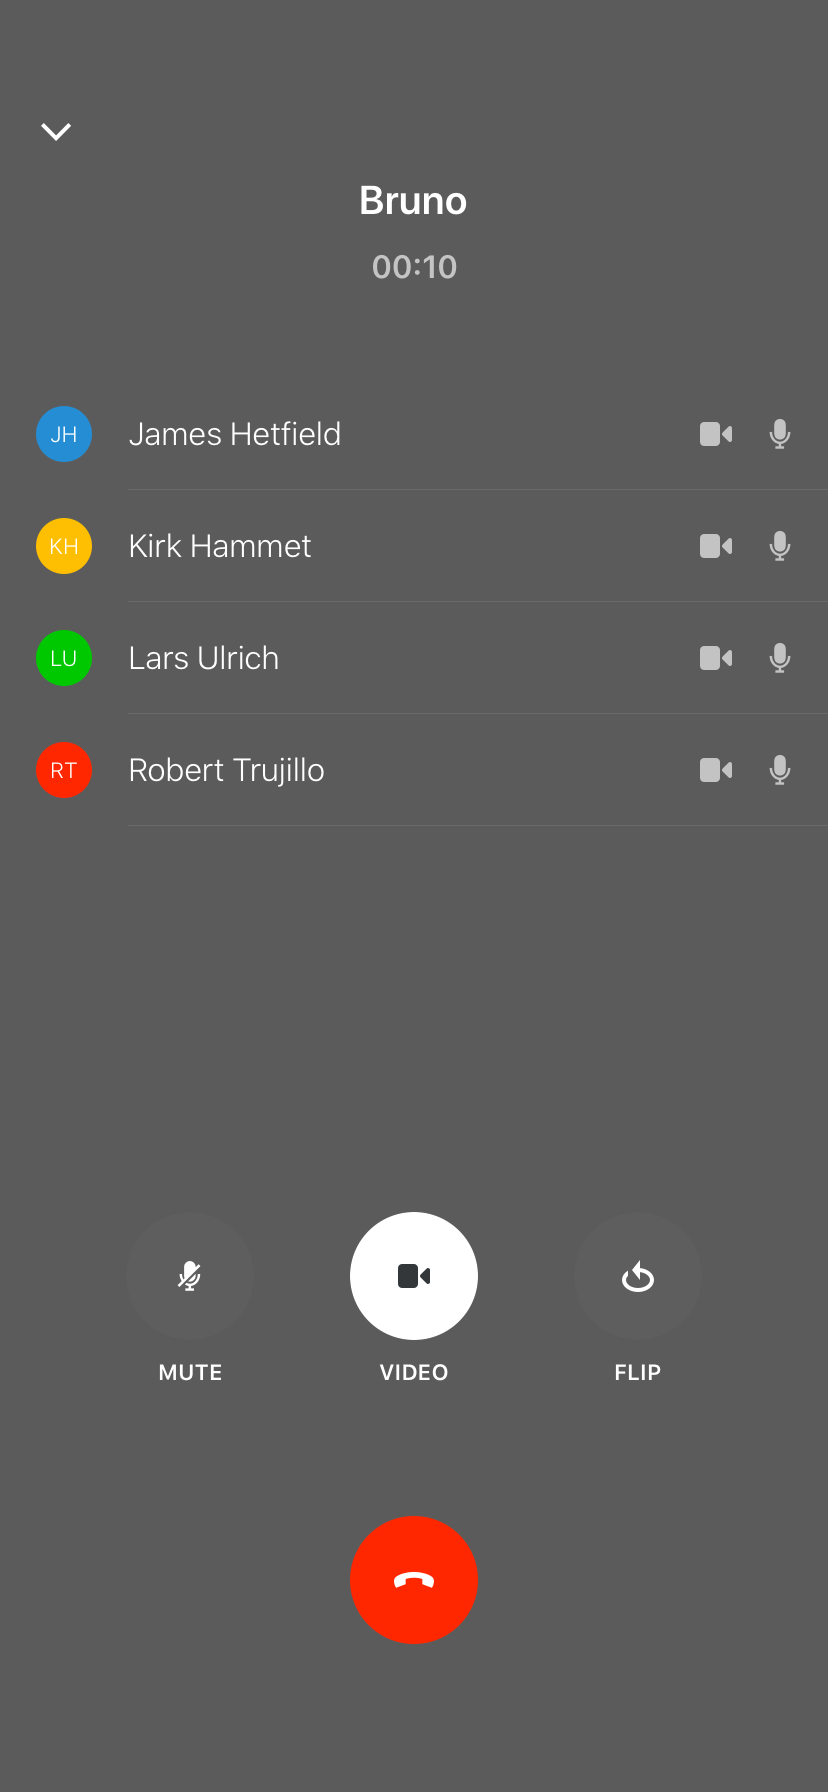 Bruno
00:10
JH James Hetfield
KH Kirk Hammet
LU Lars Ulrich
RT Robert Trujillo
MUTE VIDEO FLIP